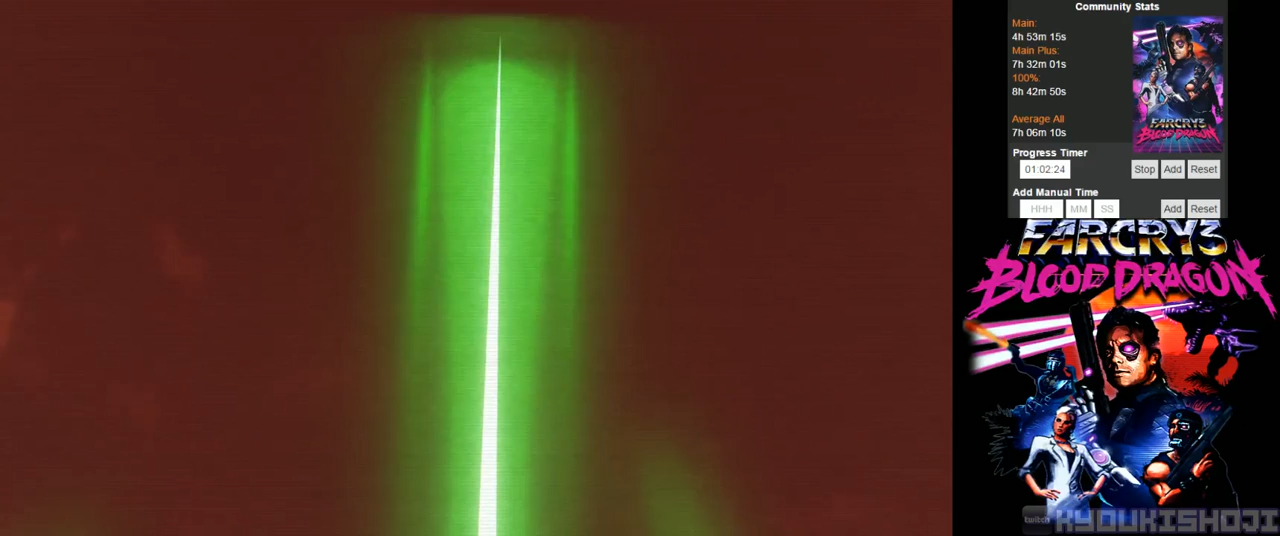 Community Stats
Main:
4h 53m 15s
Main Plus:
7h 32m 01s
100%:
8h 42m 50s
Average All
7h 06m 10s
FARCRY3
BLOOD DRAGON
Progress Timer
01:02:24
Stop
Add
Reset
Add Manual Time
HHH
MM
SS
Add
Reset
FARCRY3
BLOOD DRAGON
twitch
KYOUKISHOJI